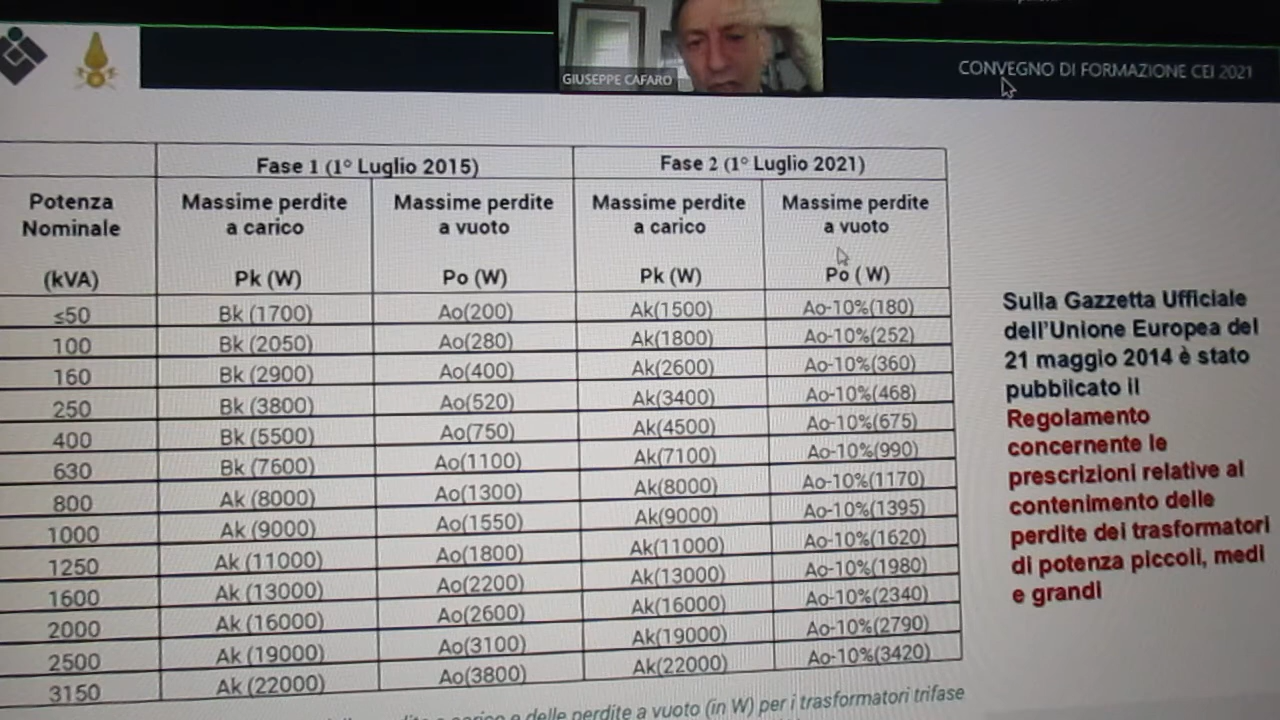 GIUSEPPE CAFARO
CONVEGNO DI FORMAZIONE CEI 2021
Fase 1 (1° Luglio 2015) Fase 2 (1° Luglio 2021)
Potenza Massime perdite Massime perdite Massime perdite Massime perdite
Nominale a carico a vuoto a carico a vuoto
(kVA) Pk (W) Po (W) Pk (W) Po ( W)
≤50 Bk (1700) Ao(200) Ak(1500) Ao-10%(180)
100 Bk (2050) Ao(280) Ak(1800) Ao-10%(252)
160 Bk (2900) Ao(400) Ak(2600) Ao-10%(360)
250 Bk (3800) Ao(520) Ak(3400) Ao-10%(468)
400 Bk (5500) Ao(750) Ak(4500) Ao-10%(675)
630 Bk (7600) Ao(1100) Ak(7100) Ao-10%(990)
800 Ak (8000) Ao(1300) Ak(8000) Ao-10%(1170)
1000 Ak (9000) Ao(1550) Ak(9000) Ao-10%(1395)
1250 Ak (11000) Ao(1800) Ak(11000) Ao-10%(1620)
1600 Ak (13000) Ao(2200) Ak(13000) Ao-10%(1980)
2000 Ak (16000) Ao(2600) Ak(16000) Ao-10%(2340)
2500 Ak (19000) Ao(3100) Ak(19000) Ao-10%(2790)
3150 Ak (22000) Ao(3800) Ak(22000) Ao-10%(3420)
Sulla Gazzetta Ufficiale
dell'Unione Europea del
21 maggio 2014 è stato
pubblicato il
Regolamento
concernente le
prescrizioni relative al
contenimento delle
perdite dei trasformatori
di potenza piccoli, medi
e grandi
a carico e delle perdite a vuoto (in W) per i trasformatori trifase